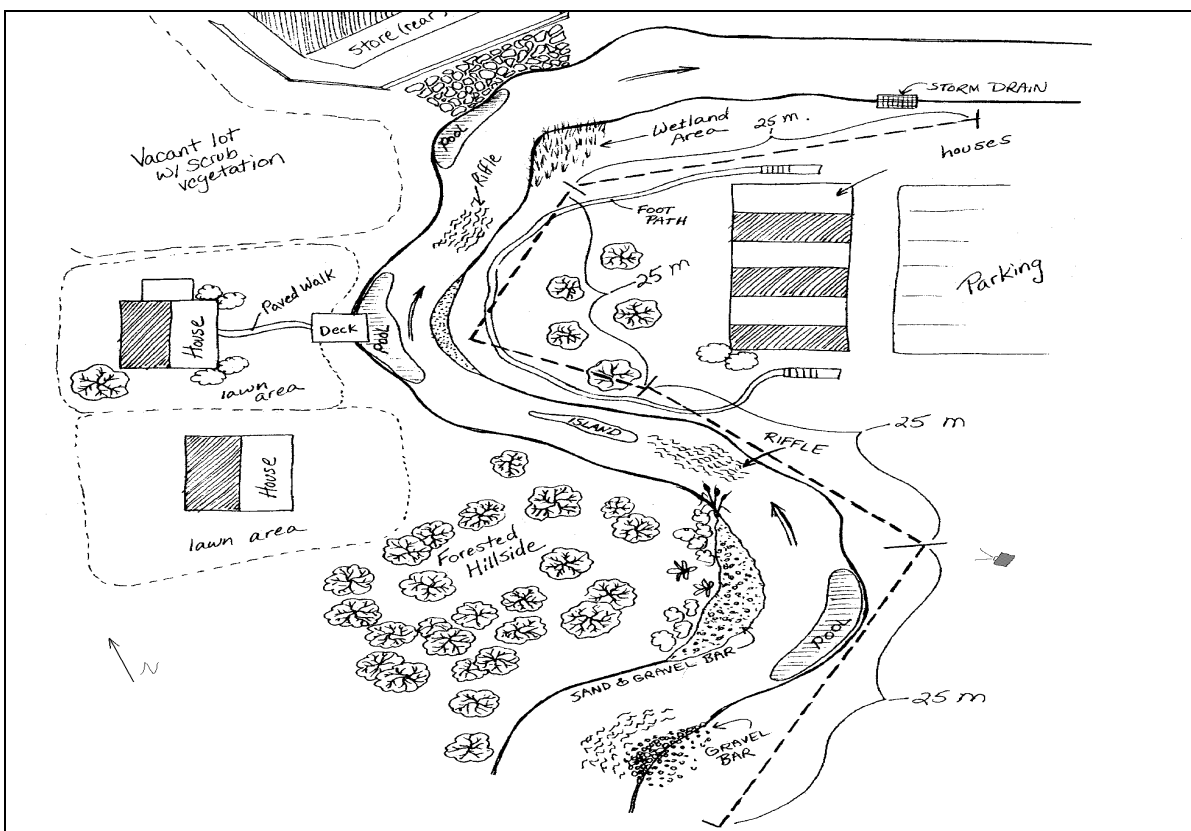 Store (rear)
STORM DRAIN
Wetland
Area
25 m.
houses
Pool
Vacant lot
w/ scrub
vegetation
Riffle
FOOT
PATH
25 m
Parking
Paved Walk
House
Deck
Pool
lawn
area
ISLAND
RIFFLE
25 m
House
lawn area
Forested
Hillside
POOL
N
SAND & GRAVEL BAR
25 m
GRAVEL
BAR